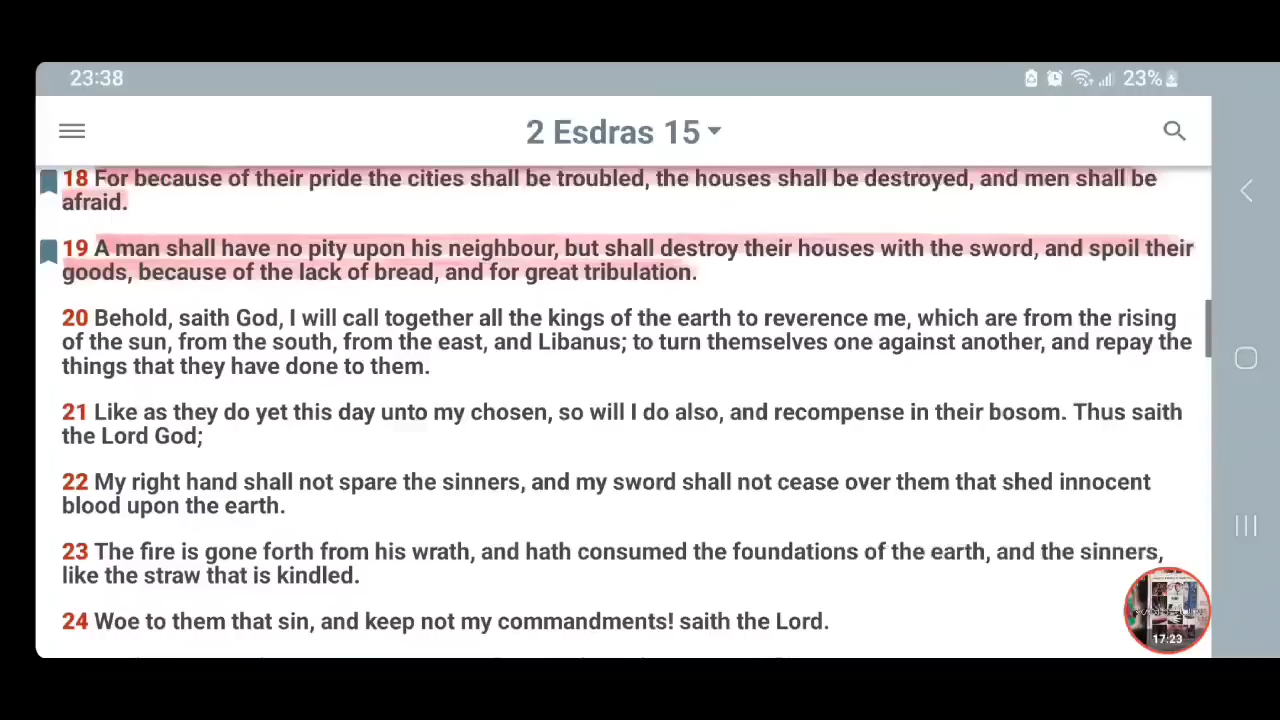 23:38
23%
2 Esdras 15
18 For because of their pride the cities shall be troubled, the houses shall be destroyed, and men shall be
afraid.
19 A man shall have no pity upon his neighbour, but shall destroy their houses with the sword, and spoil their
goods, because of the lack of bread, and for great tribulation.
20 Behold, saith God, I will call together all the kings of the earth to reverence me, which are from the rising
of the sun, from the south, from the east, and Libanus; to turn themselves one against another, and repay the
things that they have done to them.
21 Like as they do yet this day unto my chosen, so will I do also, and recompense in their bosom. Thus saith
the Lord God;
22 My right hand shall not spare the sinners, and my sword shall not cease over them that shed innocent
blood upon the earth.
23 The fire is gone forth from his wrath, and hath consumed the foundations of the earth, and the sinners,
like the straw that is kindled.
24 Woe to them that sin, and keep not my commandments! saith the Lord.
17:23